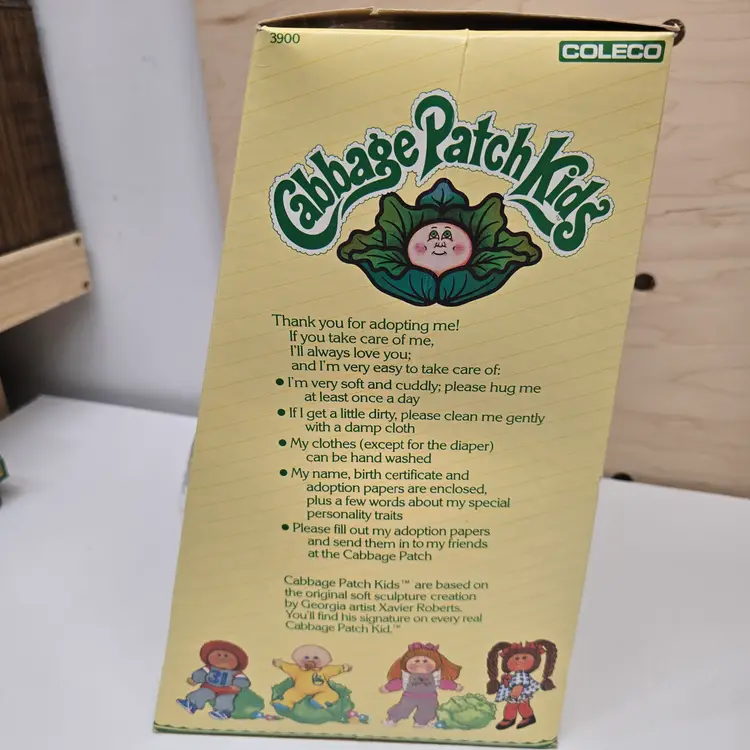 3900
COLECO
Cabbage Patch Kids
Thank you for adopting me!
If you take care of me,
I'll always love you;
and I'm very easy to take care of:
• I'm very soft and cuddly; please hug me
at least once a day
• If I get a little dirty, please clean me gently
with a damp cloth
• My clothes (except for the diaper)
can be hand washed
• My name, birth certificate and
adoption papers are enclosed,
plus a few words about my special
personality traits
• Please fill out my adoption papers
and send them in to my friends
at the Cabbage Patch
Cabbage Patch Kids™ are based on
the original soft sculpture creation
by Georgia artist Xavier Roberts.
You'll find his signature on every real
Cabbage Patch Kid.™
31